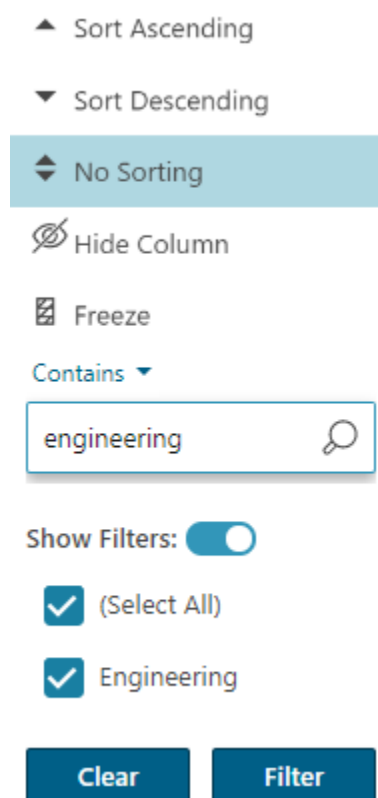 Sort Ascending
Sort Descending
No Sorting
Hide Column
Freeze
Contains
engineering
Show Filters:
(Select All)
Engineering
Clear Filter